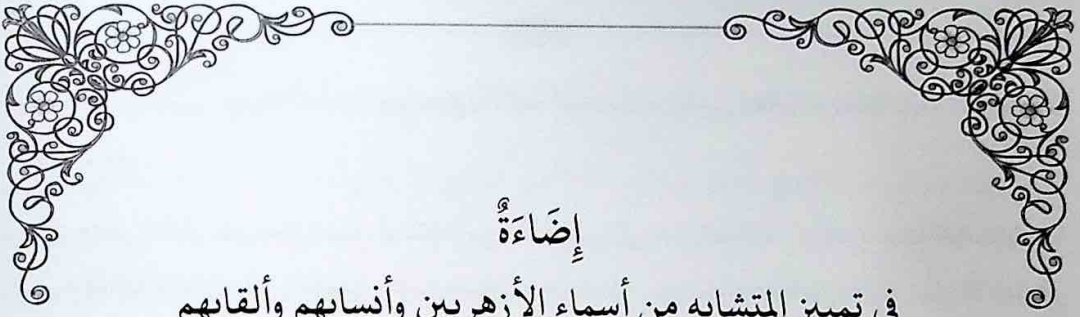 إِضَاءَةٌ
في تمييز المتشابه من أسماء الأزهريين وأنسابهم وألقابهم